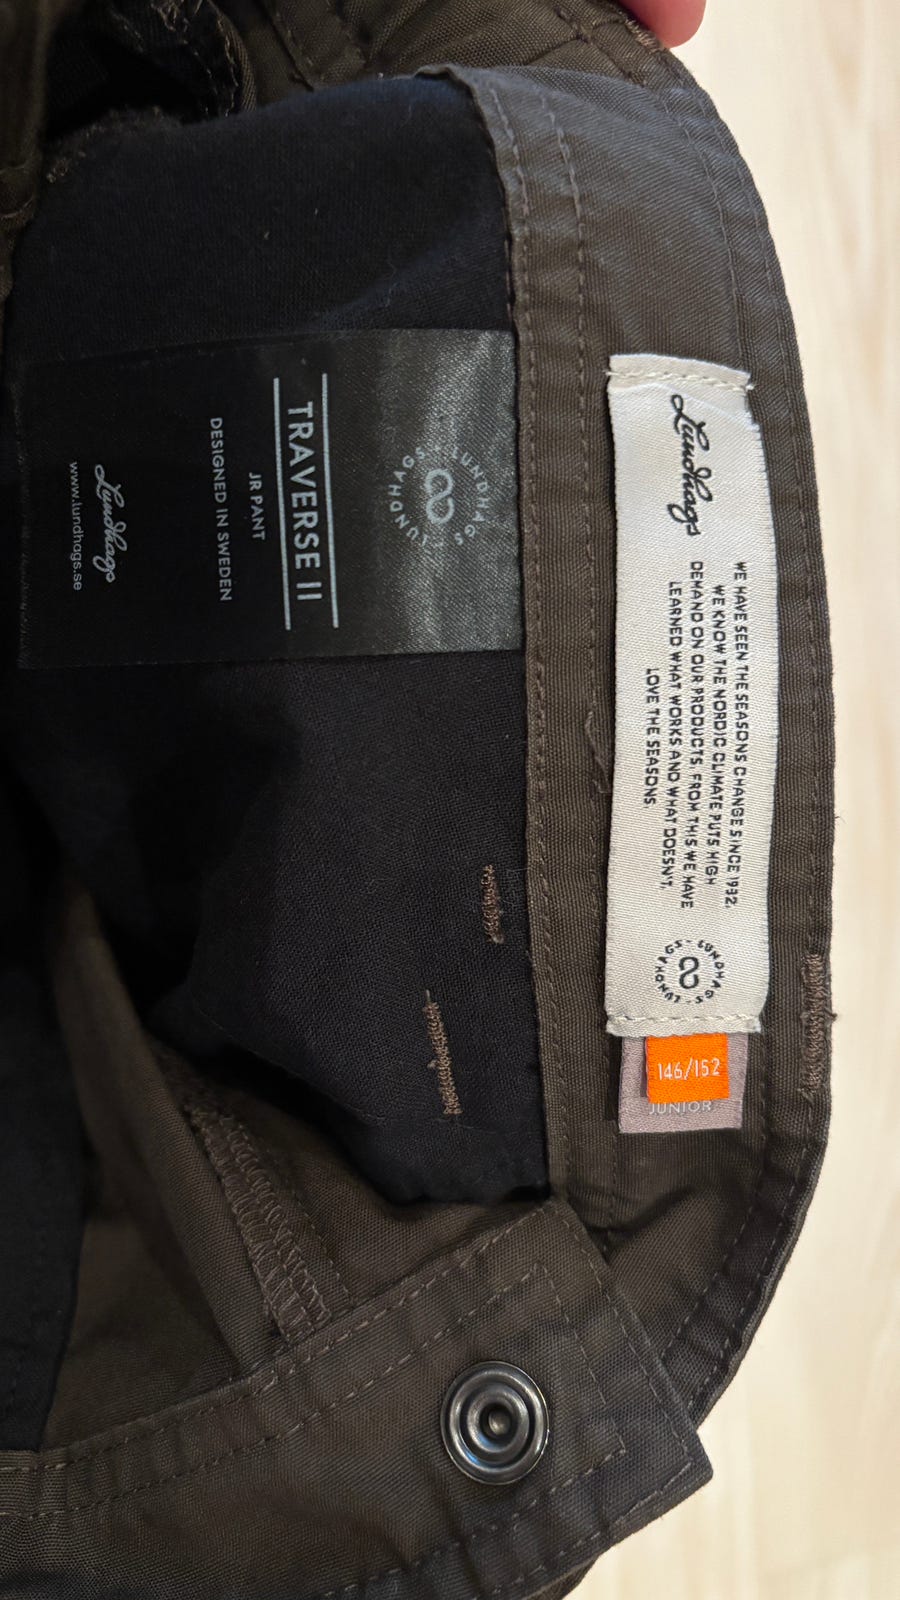 Lundhags
WE HAVE SEEN THE SEASONS CHANGE SINCE 1932.
WE KNOW THE NORDIC CLIMATE PUTS HIGH
DEMAND ON OUR PRODUCTS. FROM THIS WE HAVE
LEARNED WHAT WORKS AND WHAT DOESN'T.
LOVE THE SEASONS.
LUNDHAGS · LUNDHAGS ·
146/152
JUNIOR
LUNDHAGS · LUNDHAGS ·
TRAVERSE II
JR PANT
DESIGNED IN SWEDEN
Lundhags
www.lundhags.se